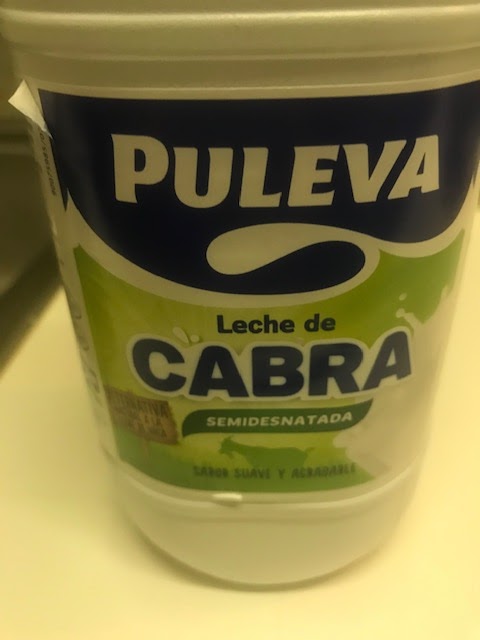 PULEVA
Leche de
CABRA
SEMIDESNATADA
SABOR SUAVE Y AGRADABLE